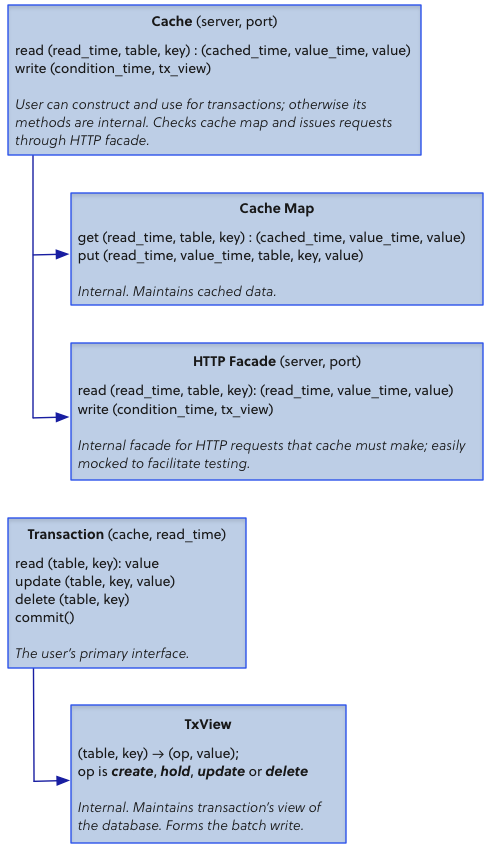 Cache (server, port)
read (read_time, table, key) : (cached_time, value_time, value)
write (condition_time, tx_view)
User can construct and use for transactions; otherwise its
methods are internal. Checks cache map and issues requests
through HTTP facade.
Cache Map
get (read_time, table, key) : (cached_time, value_time, value)
put (read_time, value_time, table, key, value)
Internal. Maintains cached data.
HTTP Facade (server, port)
read (read_time, table, key): (read_time, value_time, value)
write (condition_time, tx_view)
Internal facade for HTTP requests that cache must make; easily
mocked to facilitate testing.
Transaction (cache, read_time)
read (table, key): value
update (table, key, value)
delete (table, key)
commit()
The user's primary interface.
TxView
(table, key) → (op, value);
op is create, hold, update or delete
Internal. Maintains transaction's view of
the database. Forms the batch write.